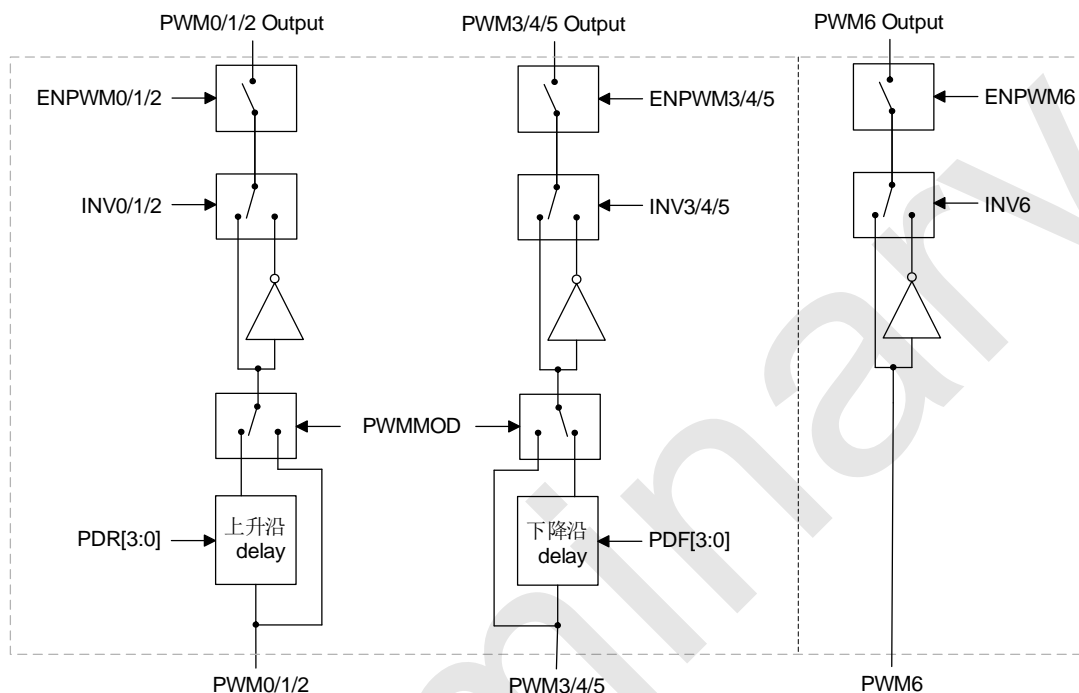 PWM0/1/2 Output
PWM3/4/5 Output
PWM6 Output
ENPWM0/1/2
ENPWM3/4/5
ENPWM6
INV0/1/2
INV3/4/5
INV6
PWMMOD
PDR[3:0]
上升沿
delay
下降沿
delay
PDF[3:0]
PWM0/1/2
PWM3/4/5
PWM6
minary